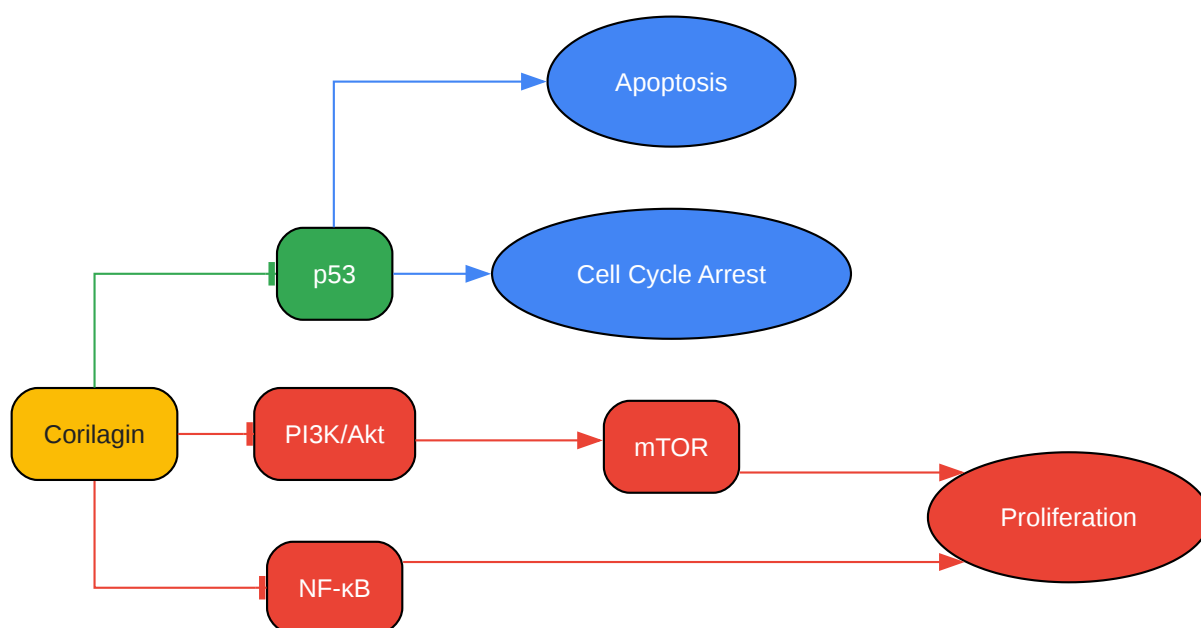 Apoptosis
p53
Cell Cycle Arrest
Corilagin
PI3K/Akt
mTOR
Proliferation
NF-κB